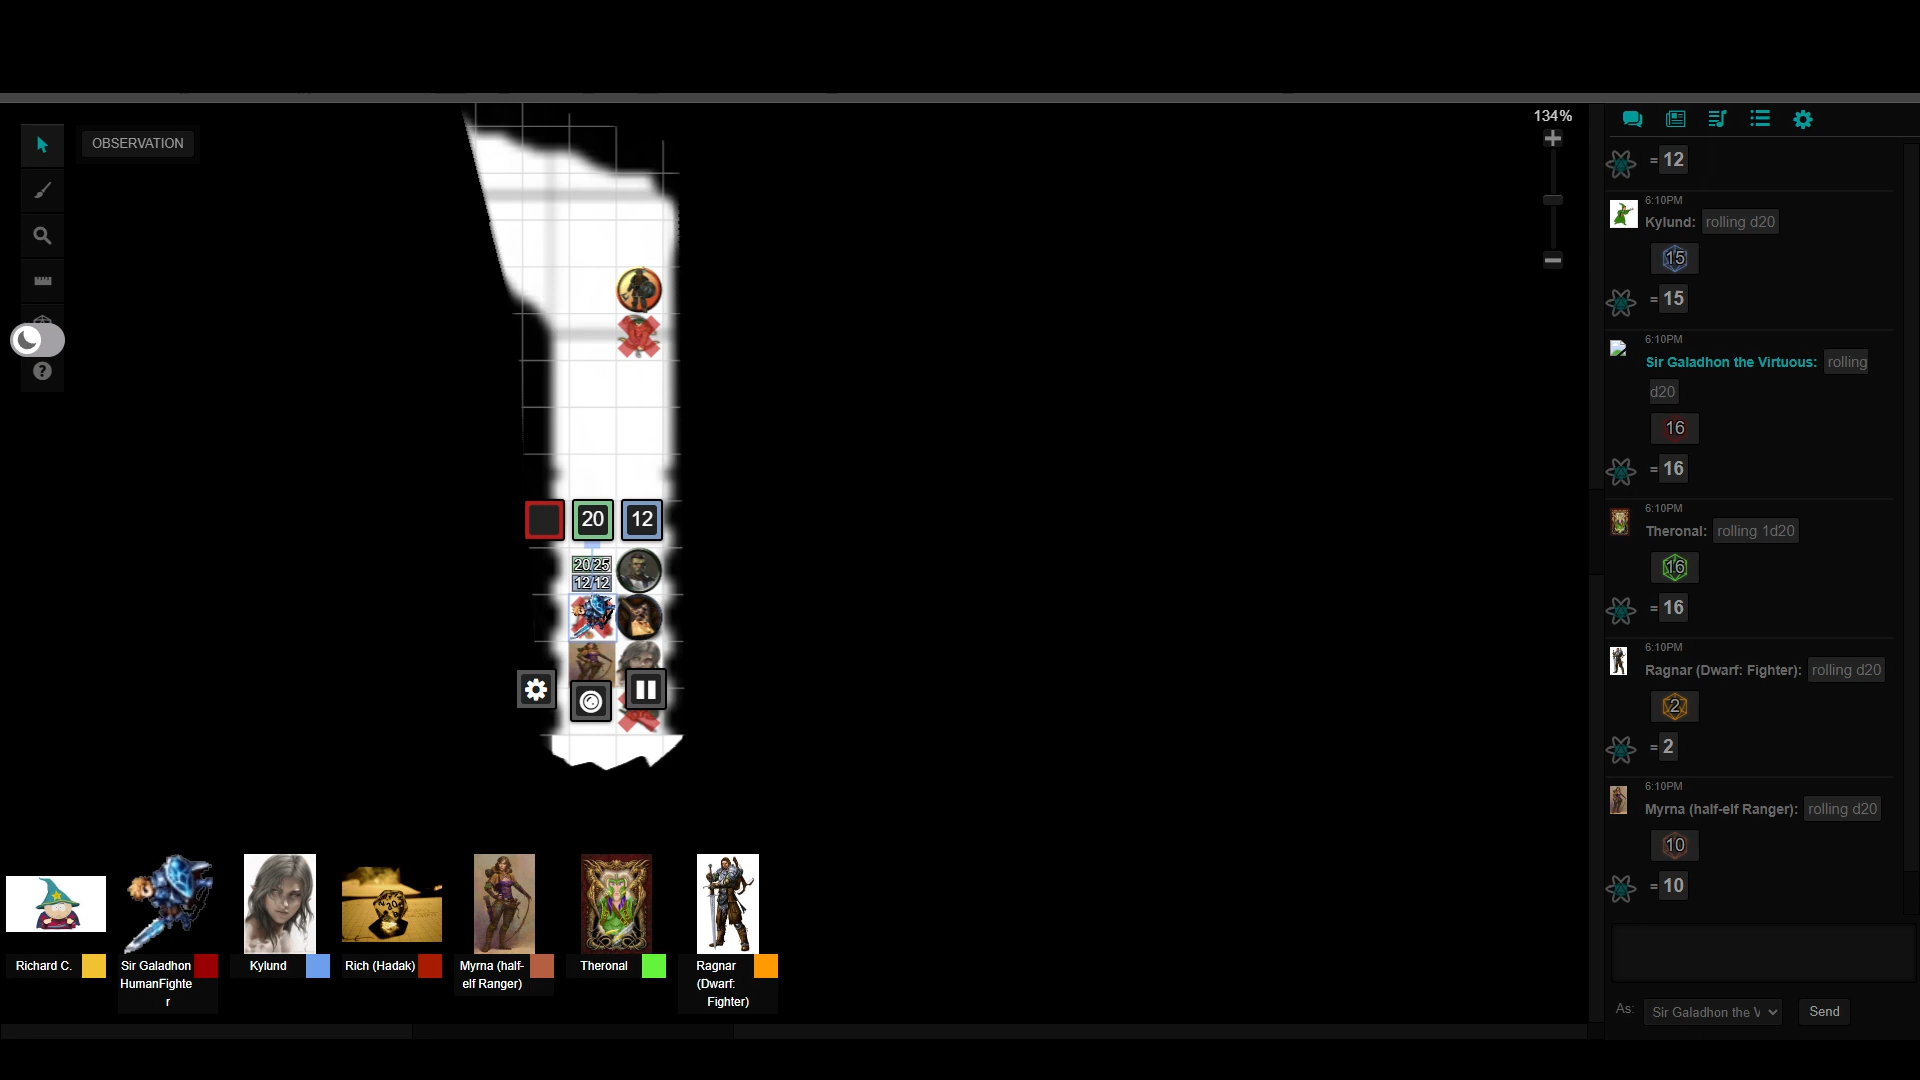 OBSERVATION
134%
20
12
20/25
12/12
= 12
6:10PM
Kylund: rolling d20
15
= 15
6:10PM
Sir Galadhon the Virtuous: rolling
d20
16
= 16
6:10PM
Theronal: rolling 1d20
16
= 16
6:10PM
Ragnar (Dwarf: Fighter): rolling d20
2
= 2
6:10PM
Myrna (half-elf Ranger): rolling d20
10
= 10
As: Sir Galadhon the V
Send
Richard C.
Sir Galadhon
HumanFighte
r
Kylund
Rich (Hadak)
Myrna (half-
elf Ranger)
Theronal
Ragnar
(Dwarf:
Fighter)